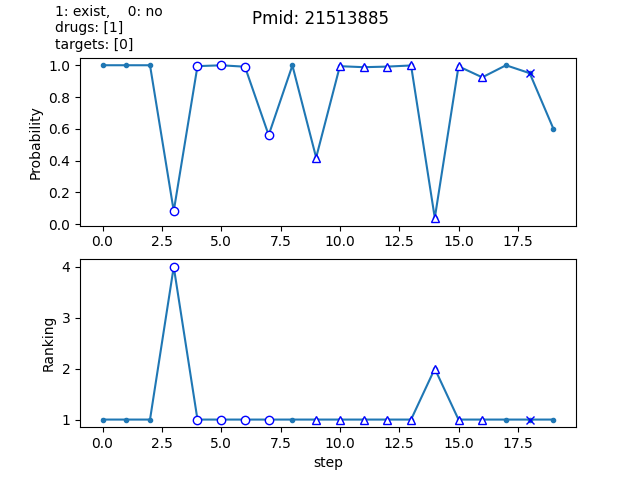 1: exist,    0: no
Pmid: 21513885
drugs: [1]
targets: [0]
1.0
0.8
0.6
0.4
0.2
0.0
Probability
0.0 2.5 5.0 7.5 10.0 12.5 15.0 17.5
4
3
2
1
Ranking
0.0 2.5 5.0 7.5 10.0 12.5 15.0 17.5
step